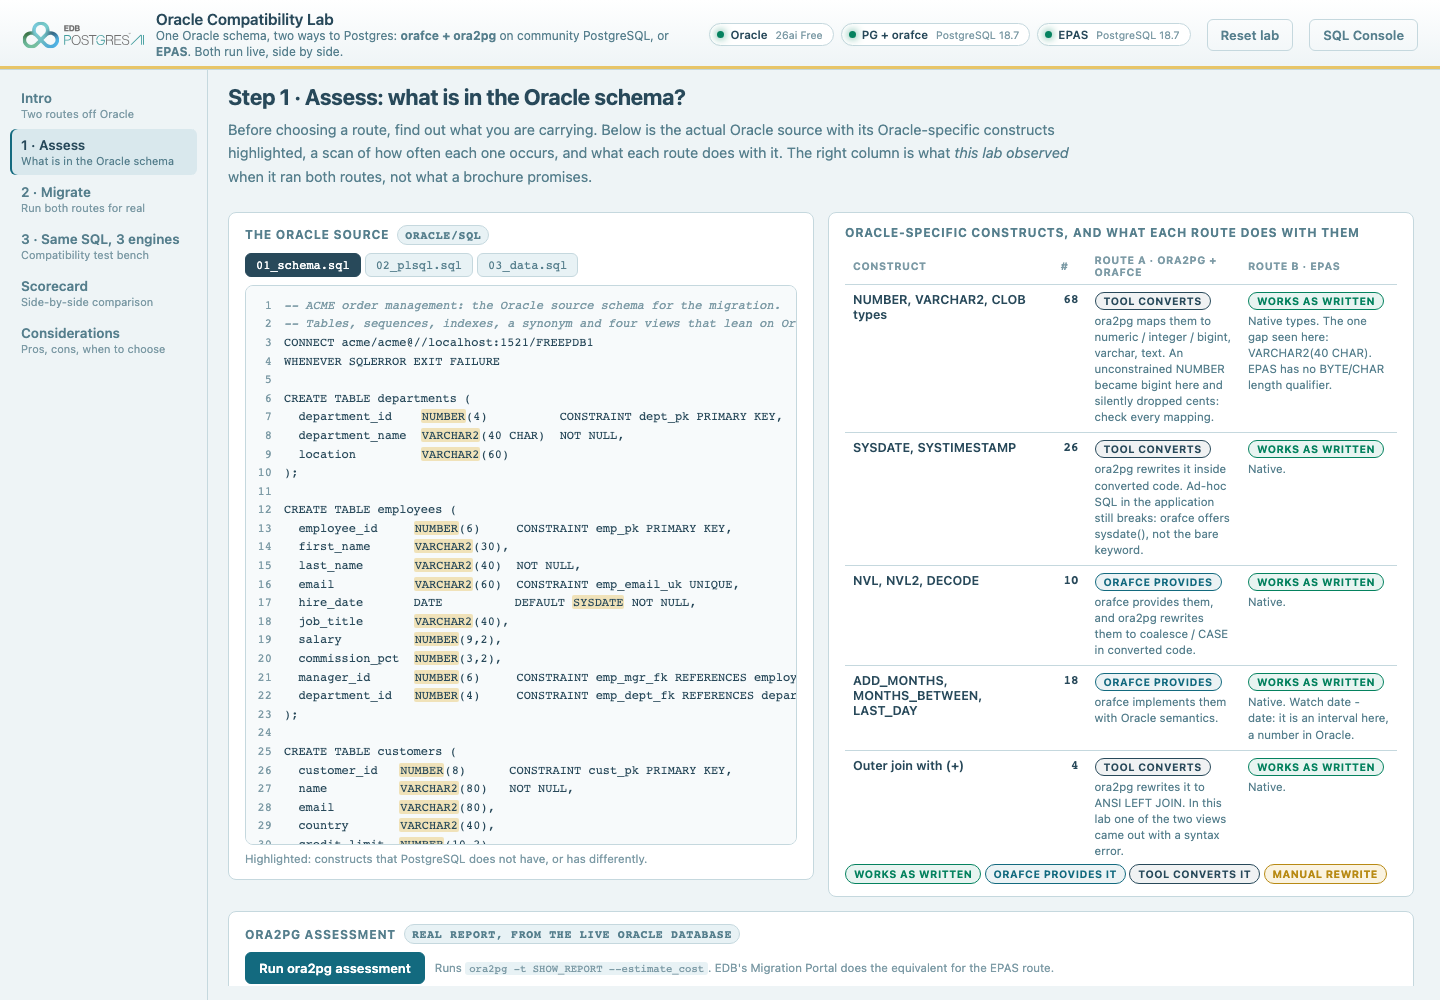 EDB
POSTGRES/AI
Oracle Compatibility Lab
One Oracle schema, two ways to Postgres: orafce + ora2pg on community PostgreSQL, or
EPAS. Both run live, side by side.
Oracle 26ai Free
PG + orafce PostgreSQL 18.7
EPAS PostgreSQL 18.7
Reset lab
SQL Console
Intro
Two routes off Oracle
1 · Assess
What is in the Oracle schema
2 · Migrate
Run both routes for real
3 · Same SQL, 3 engines
Compatibility test bench
Scorecard
Side-by-side comparison
Considerations
Pros, cons, when to choose
Step 1 · Assess: what is in the Oracle schema?
Before choosing a route, find out what you are carrying. Below is the actual Oracle source with its Oracle-specific constructs
highlighted, a scan of how often each one occurs, and what each route does with it. The right column is what this lab observed
when it ran both routes, not what a brochure promises.
THE ORACLE SOURCE ORACLE/SQL
01_schema.sql 02_plsql.sql 03_data.sql
1 -- ACME order management: the Oracle source schema for the migration.
2 -- Tables, sequences, indexes, a synonym and four views that lean on Or
3 CONNECT acme/acme@//localhost:1521/FREEPDB1
4 WHENEVER SQLERROR EXIT FAILURE
5
6 CREATE TABLE departments (
7 department_id NUMBER(4) CONSTRAINT dept_pk PRIMARY KEY,
8 department_name VARCHAR2(40 CHAR) NOT NULL,
9 location VARCHAR2(60)
10 );
11
12 CREATE TABLE employees (
13 employee_id NUMBER(6) CONSTRAINT emp_pk PRIMARY KEY,
14 first_name VARCHAR2(30),
15 last_name VARCHAR2(40) NOT NULL,
16 email VARCHAR2(60) CONSTRAINT emp_email_uk UNIQUE,
17 hire_date DATE DEFAULT SYSDATE NOT NULL,
18 job_title VARCHAR2(40),
19 salary NUMBER(9,2),
20 commission_pct NUMBER(3,2),
21 manager_id NUMBER(6) CONSTRAINT emp_mgr_fk REFERENCES employ
22 department_id NUMBER(4) CONSTRAINT emp_dept_fk REFERENCES depar
23 );
24
25 CREATE TABLE customers (
26 customer_id NUMBER(8) CONSTRAINT cust_pk PRIMARY KEY,
27 name VARCHAR2(80) NOT NULL,
28 email VARCHAR2(80),
29 country VARCHAR2(40),
30 credit_limit NUMBER(10,2)
Highlighted: constructs that PostgreSQL does not have, or has differently.
ORACLE-SPECIFIC CONSTRUCTS, AND WHAT EACH ROUTE DOES WITH THEM
CONSTRUCT # ROUTE A · ORA2PG + ORAFCE ROUTE B · EPAS
NUMBER, VARCHAR2, CLOB
types
68
TOOL CONVERTS
ora2pg maps them to
numeric / integer / bigint,
varchar, text. An
unconstrained NUMBER
became bigint here and
silently dropped cents:
check every mapping.
WORKS AS WRITTEN
Native types. The one
gap seen here:
VARCHAR2(40 CHAR).
EPAS has no BYTE/CHAR
length qualifier.
SYSDATE, SYSTIMESTAMP
26
TOOL CONVERTS
ora2pg rewrites it inside
converted code. Ad-hoc
SQL in the application
still breaks: orafce offers
sysdate(), not the bare
keyword.
WORKS AS WRITTEN
Native.
NVL, NVL2, DECODE
10
ORAFCE PROVIDES
orafce provides them,
and ora2pg rewrites
them to coalesce / CASE
in converted code.
WORKS AS WRITTEN
Native.
ADD_MONTHS,
MONTHS_BETWEEN,
LAST_DAY
18
ORAFCE PROVIDES
orafce implements them
with Oracle semantics.
WORKS AS WRITTEN
Native. Watch date -
date: it is an interval here,
a number in Oracle.
Outer join with (+)
4
TOOL CONVERTS
ora2pg rewrites it to
ANSI LEFT JOIN. In this
lab one of the two views
came out with a syntax
error.
WORKS AS WRITTEN
Native.
WORKS AS WRITTEN ORAFCE PROVIDES IT TOOL CONVERTS IT MANUAL REWRITE
ORA2PG ASSESSMENT REAL REPORT, FROM THE LIVE ORACLE DATABASE
Run ora2pg assessment
Runs ora2pg -t SHOW_REPORT --estimate_cost. EDB's Migration Portal does the equivalent for the EPAS route.